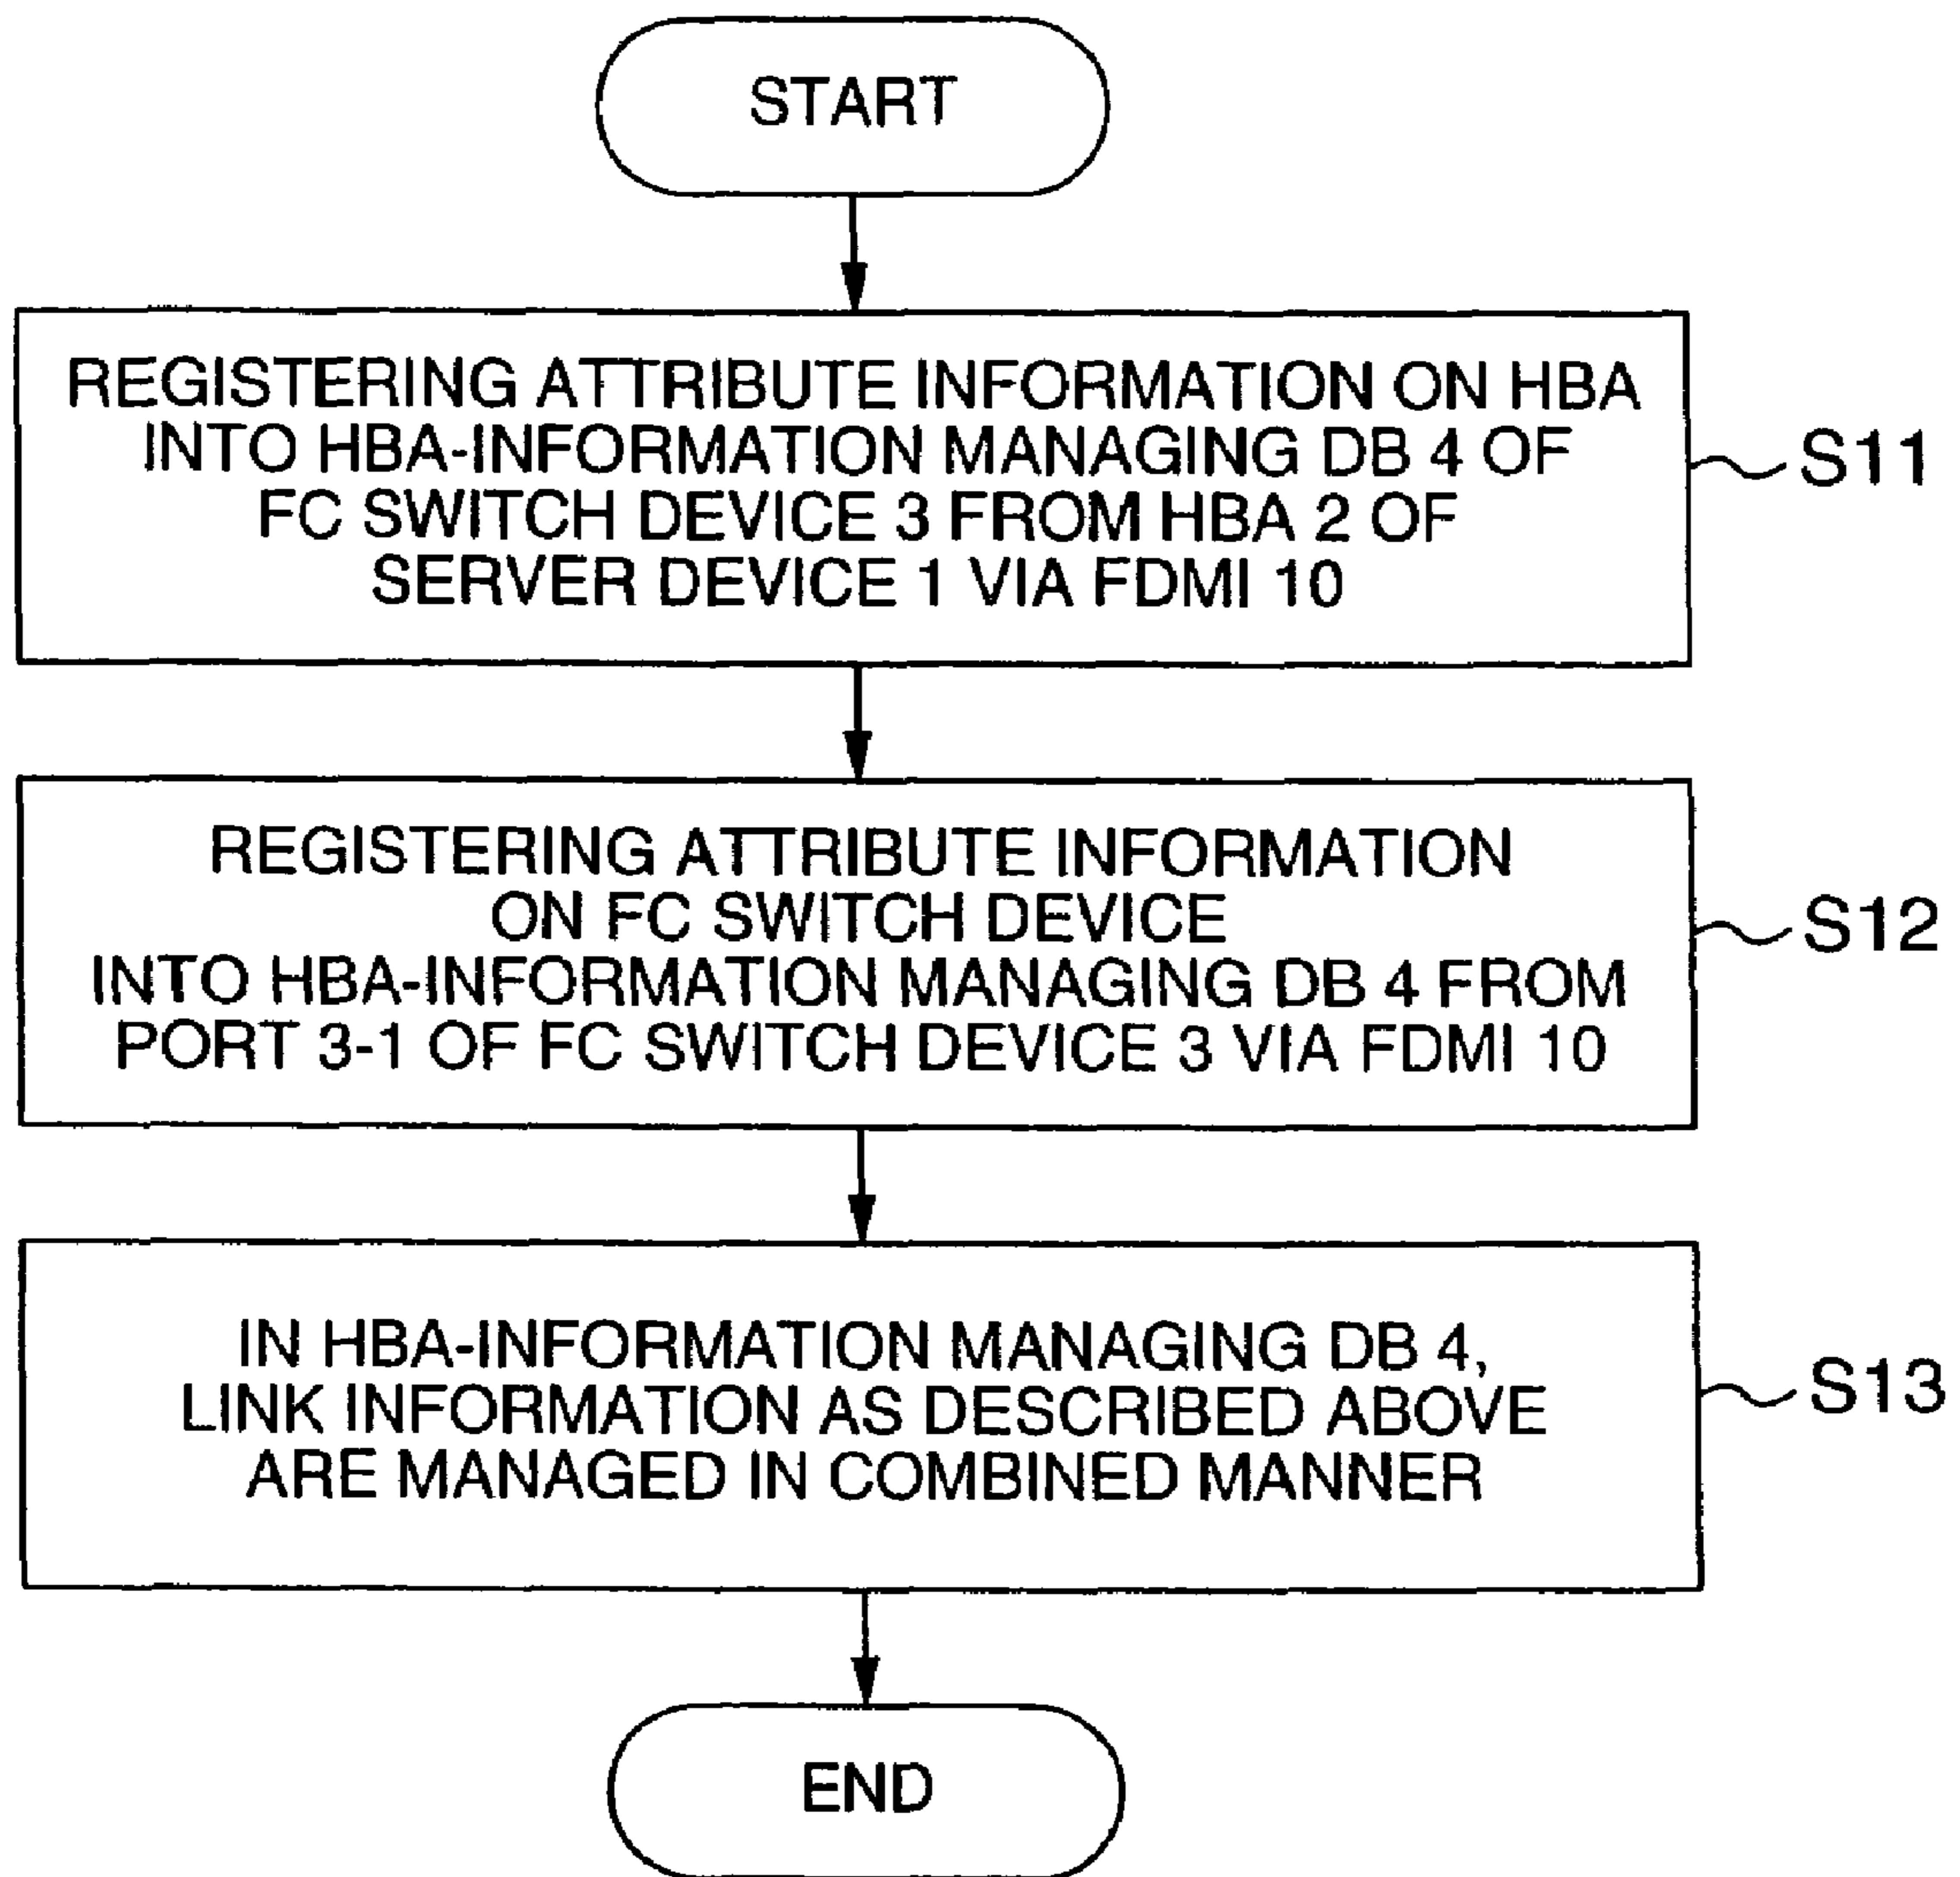 START
REGISTERING ATTRIBUTE INFORMATION ON HBA
INTO HBA-INFORMATION MANAGING DB 4 OF
FC SWITCH DEVICE 3 FROM HBA 2 OF
SERVER DEVICE 1 VIA FDMI 10
S11
REGISTERING ATTRIBUTE INFORMATION
ON FC SWITCH DEVICE
INTO HBA-INFORMATION MANAGING DB 4 FROM
PORT 3-1 OF FC SWITCH DEVICE 3 VIA FDMI 10
S12
IN HBA-INFORMATION MANAGING DB 4,
LINK INFORMATION AS DESCRIBED ABOVE
ARE MANAGED IN COMBINED MANNER
S13
END